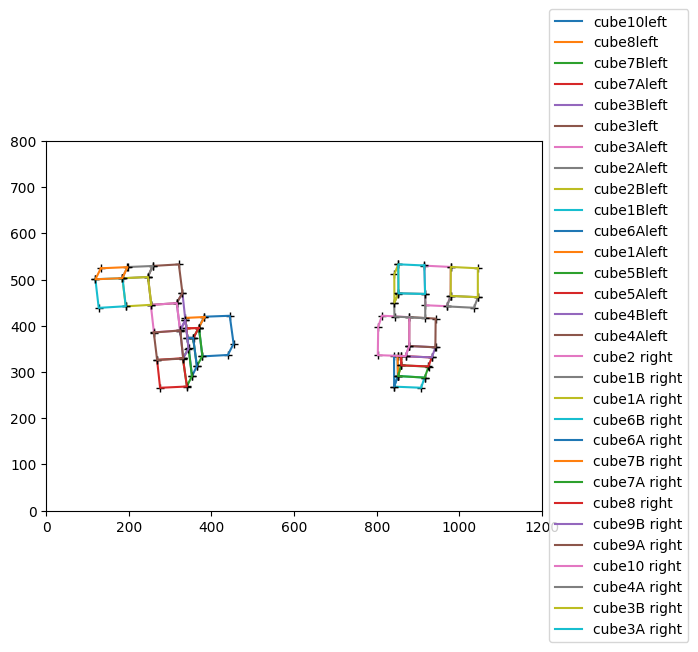 cube10left
cube8left
cube7Bleft
cube7Aleft
cube3Bleft
cube3left
cube3Aleft
cube2Aleft
cube2Bleft
cube1Bleft
cube6Aleft
cube1Aleft
cube5Bleft
cube5Aleft
cube4Bleft
cube4Aleft
cube2 right
cube1B right
cube1A right
cube6B right
cube6A right
cube7B right
cube7A right
cube8 right
cube9B right
cube9A right
cube10 right
cube4A right
cube3B right
cube3A right
800
700
600
500
400
300
200
100
0
0 200 400 600 800 1000 1200